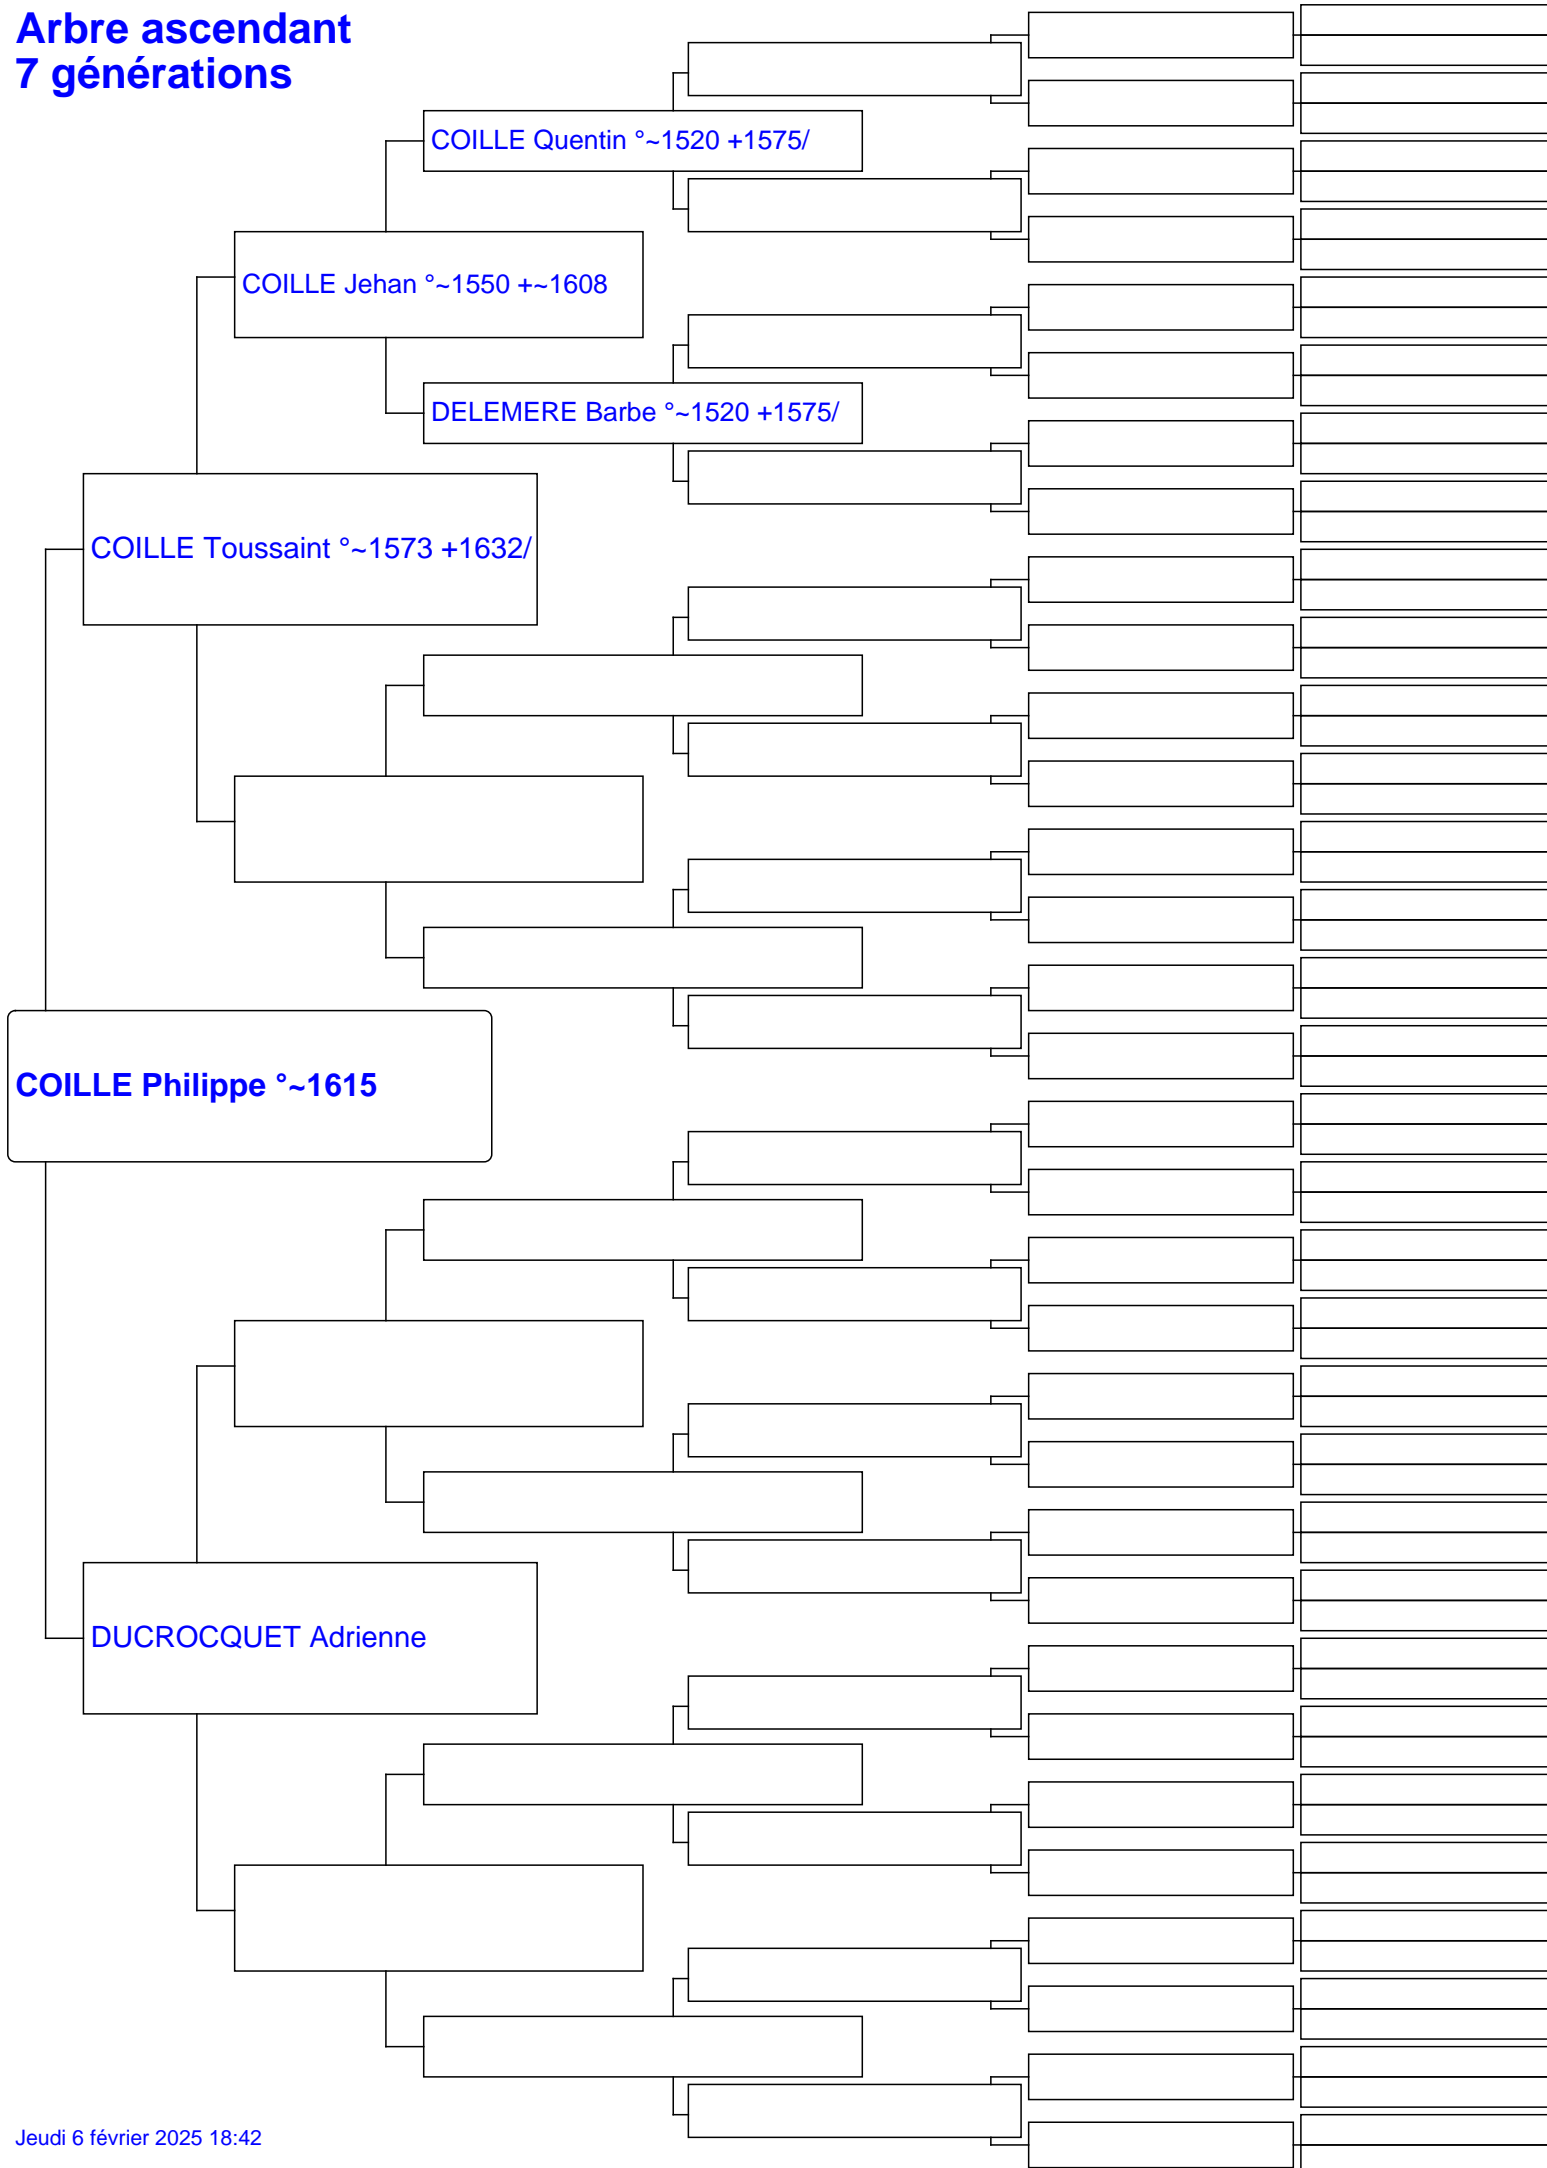 Arbre ascendant
7 générations
COILLE Quentin °~1520 +1575/
COILLE Jehan °~1550 +~1608
DELEMERE Barbe °~1520 +1575/
COILLE Toussaint °~1573 +1632/
COILLE Philippe °~1615
DUCROCQUET Adrienne
Jeudi 6 février 2025 18:42